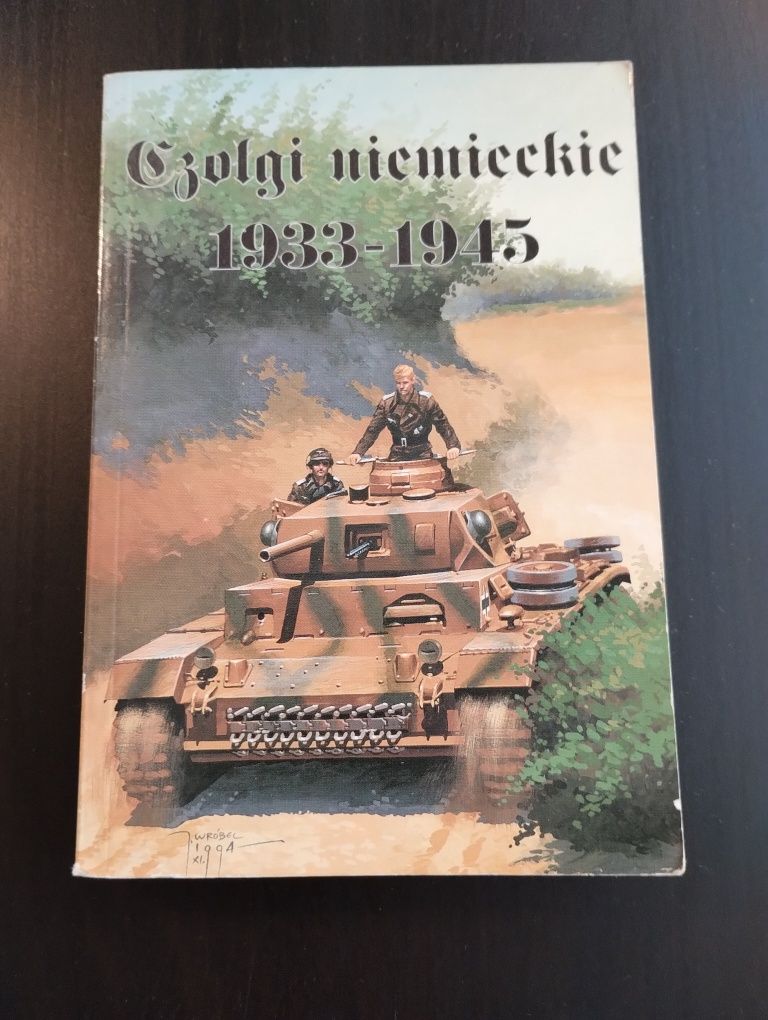 Czolgi niemieckie
1933-1945
J. WRÓBEL
1994
XI.